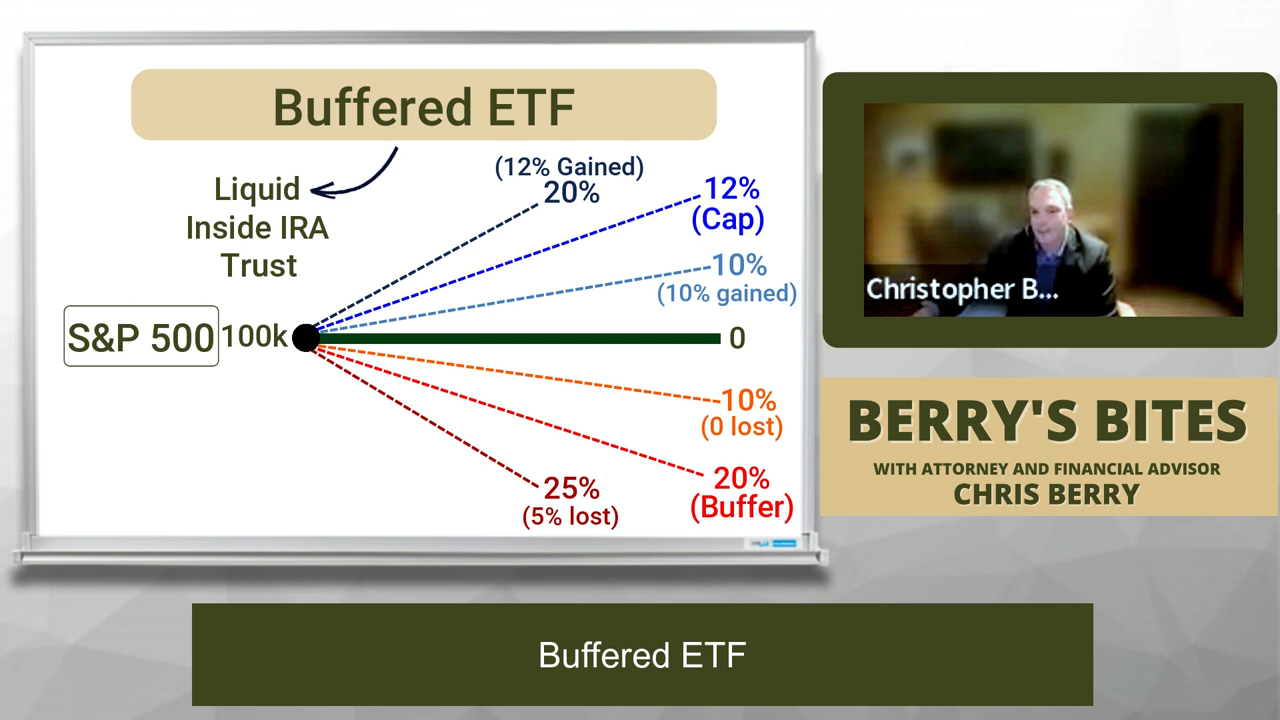 Buffered ETF
Liquid
Inside IRA
Trust
(12% Gained)
20%
12%
(Cap)
10%
(10% gained)
S&P 500
100k
0
10%
(0 lost)
20%
(Buffer)
25%
(5% lost)
Christopher B...
BERRY'S BITES
WITH ATTORNEY AND FINANCIAL ADVISOR
CHRIS BERRY
Buffered ETF